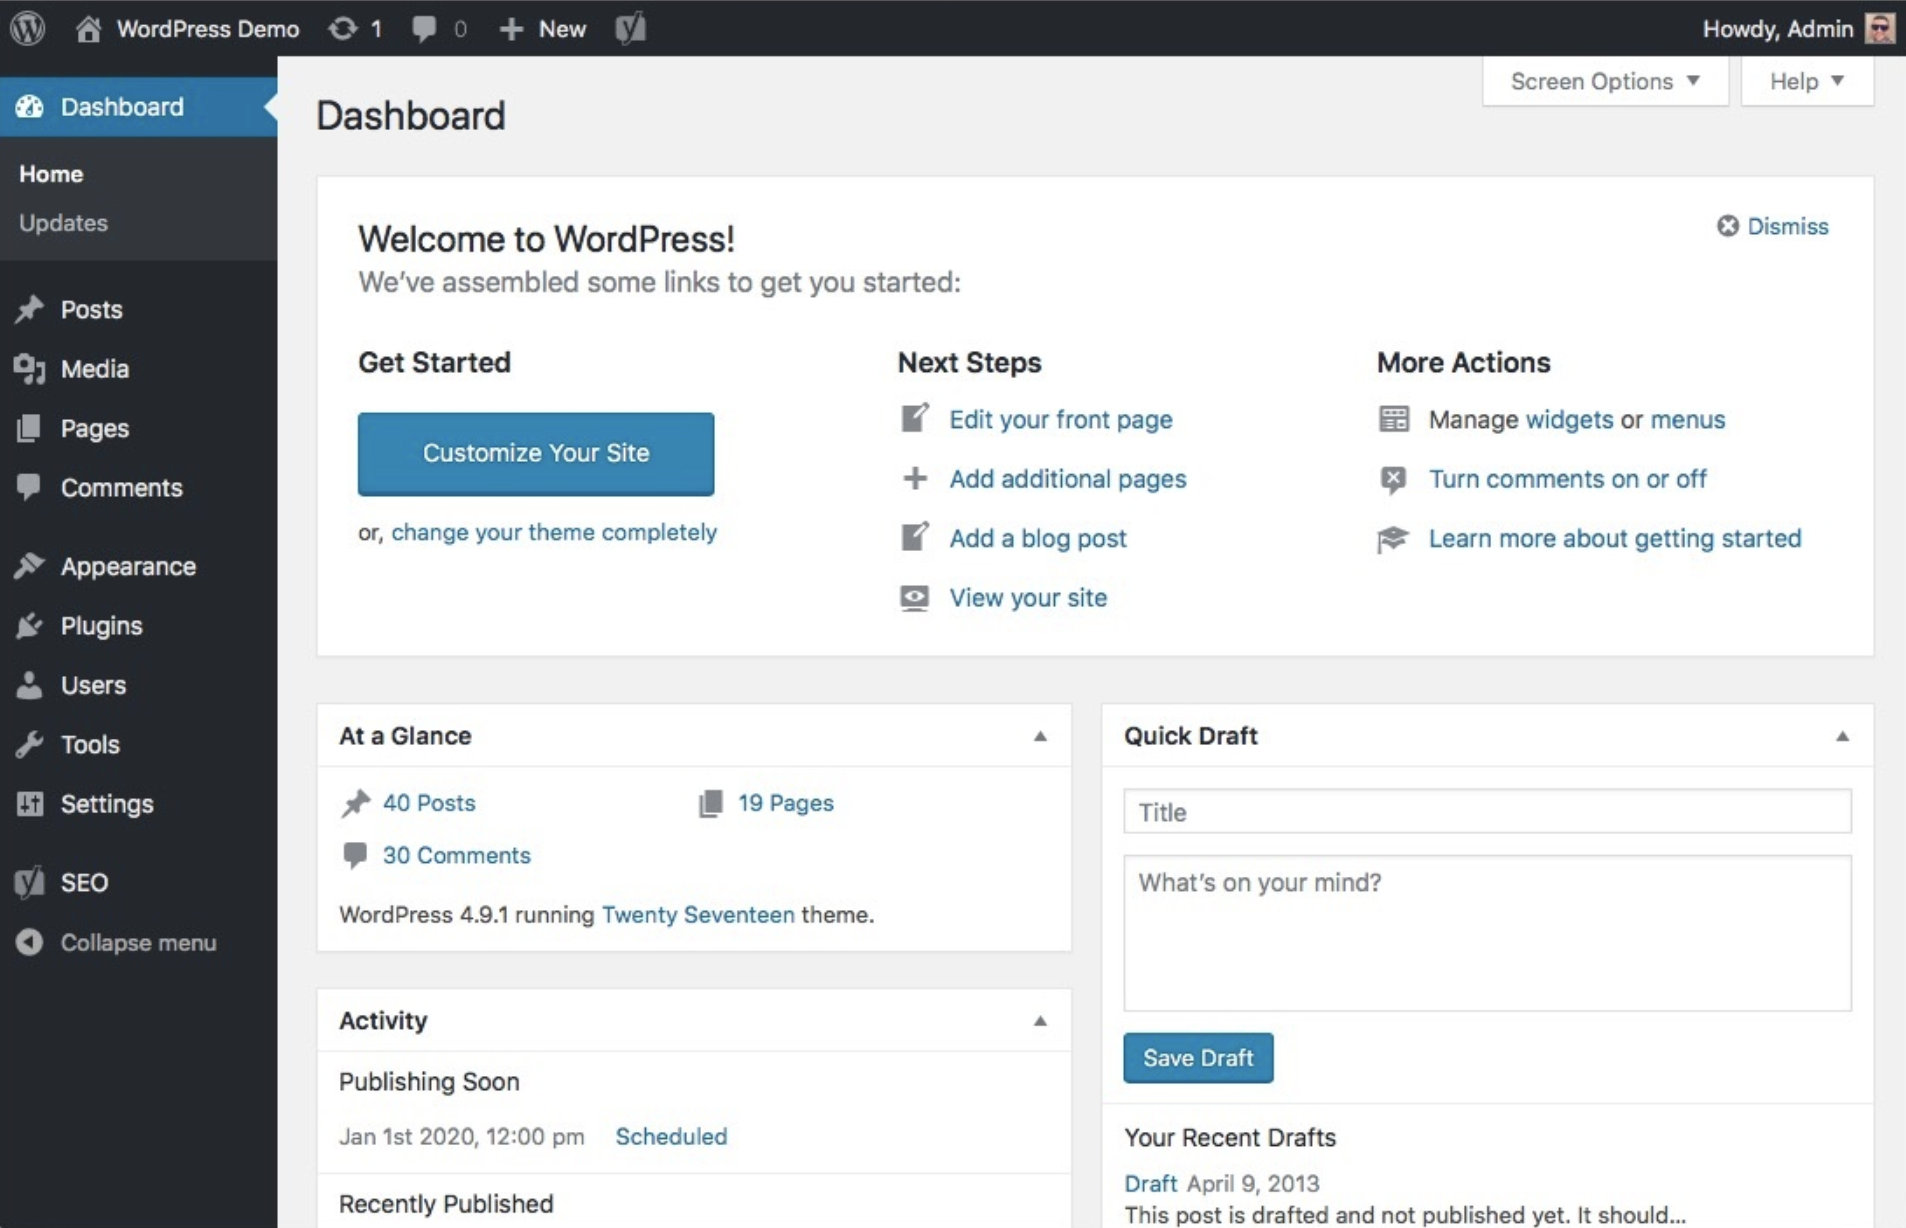 WordPress Demo 1 0 New Howdy, Admin
Screen Options Help
Dashboard
Home
Updates
Posts
Media
Pages
Comments
Appearance
Plugins
Users
Tools
Settings
SEO
Collapse menu
Dashboard
Welcome to WordPress!
Dismiss
We've assembled some links to get you started:
Get Started
Customize Your Site
or, change your theme completely
Next Steps
Edit your front page
Add additional pages
Add a blog post
View your site
More Actions
Manage widgets or menus
Turn comments on or off
Learn more about getting started
At a Glance
40 Posts
19 Pages
30 Comments
WordPress 4.9.1 running Twenty Seventeen theme.
Activity
Publishing Soon
Jan 1st 2020, 12:00 pm Scheduled
Recently Published
Quick Draft
Title
What's on your mind?
Save Draft
Your Recent Drafts
Draft April 9, 2013
This post is drafted and not published yet. It should...